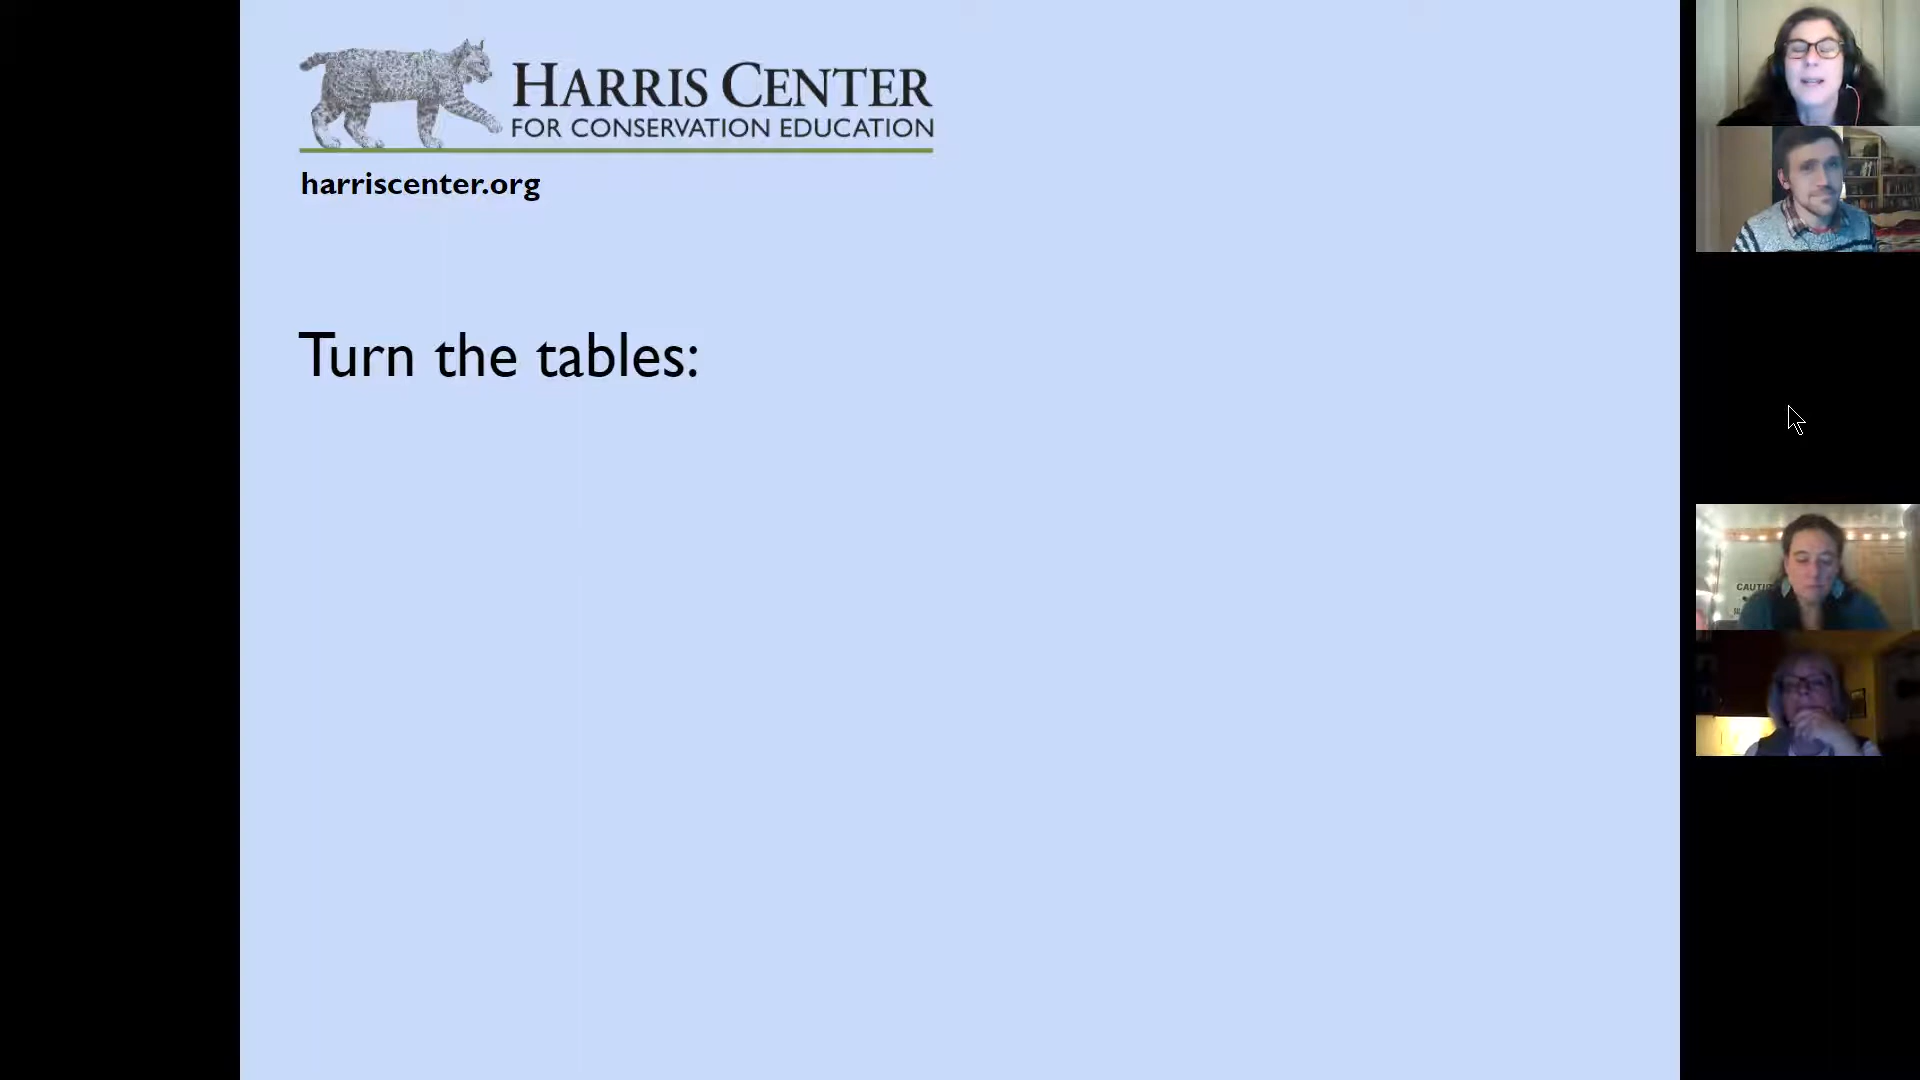 HARRIS CENTER
FOR CONSERVATION EDUCATION
harriscenter.org
Turn the tables: